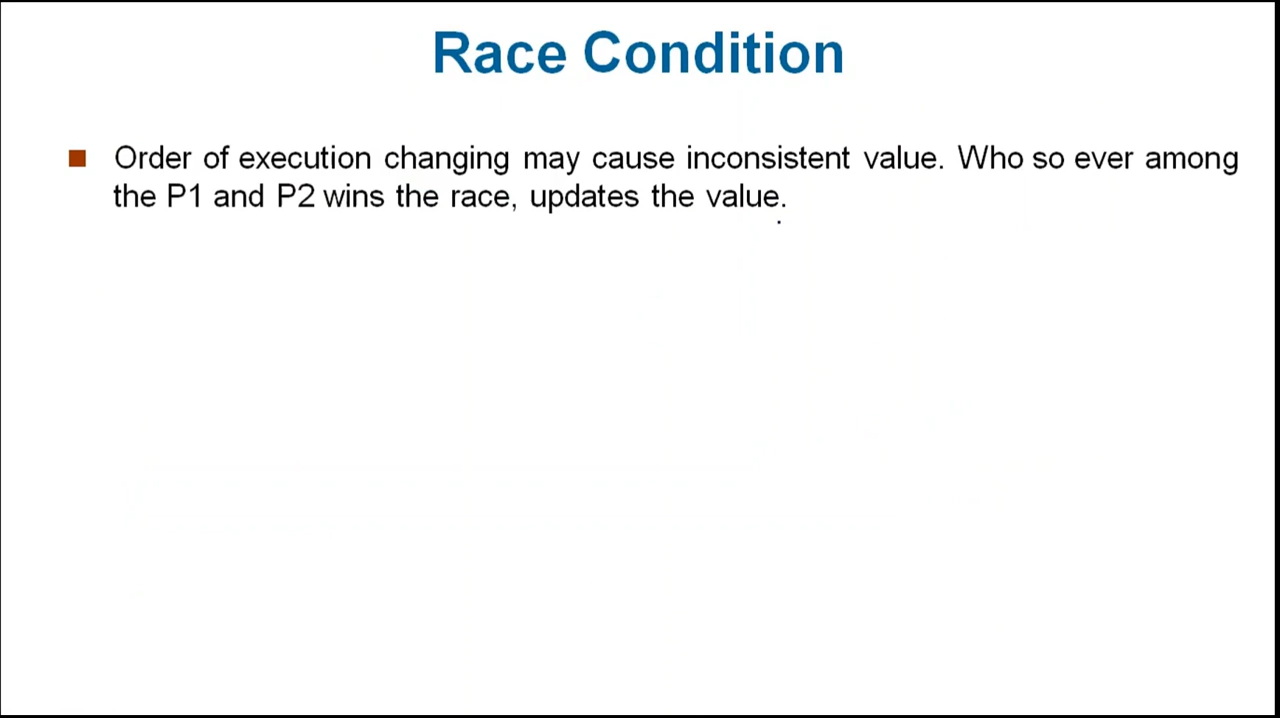 Race Condition
Order of execution changing may cause inconsistent value. Who so ever among
the P1 and P2 wins the race, updates the value.